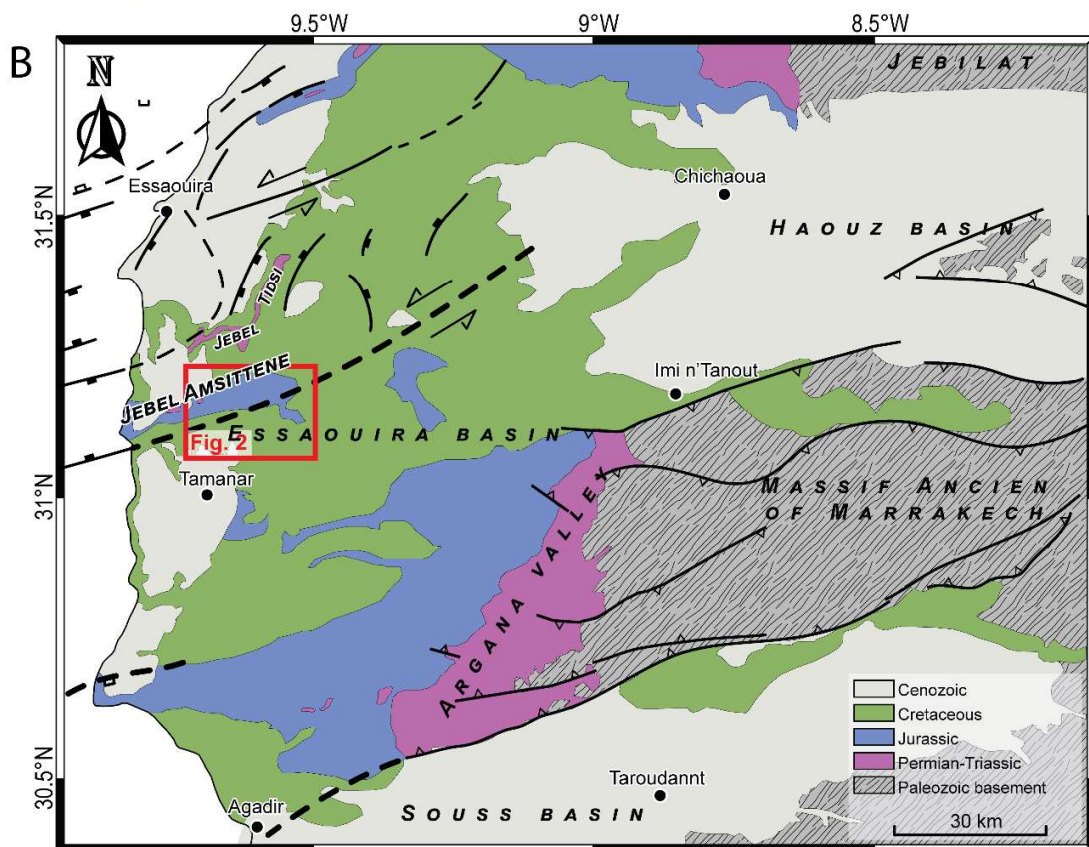 B
N
9.5°W
9°W
8.5°W
31.5°N
31°N
30.5°N
JEBILAT
Essaouira
Chichaoua
HAOUZ BASIN
JEBEL TIDSI
JEBEL AMSITTENE
Imi n'Tanout
Fig. 2
ESSAOUIRA BASIN
Tamanar
MASSIF ANCIEN
OF MARRAKECH
ARGANA VALLEY
Cenozoic
Cretaceous
Jurassic
Permian-Triassic
Paleozoic basement
30 km
Taroudannt
Agadir
SOUSS BASIN